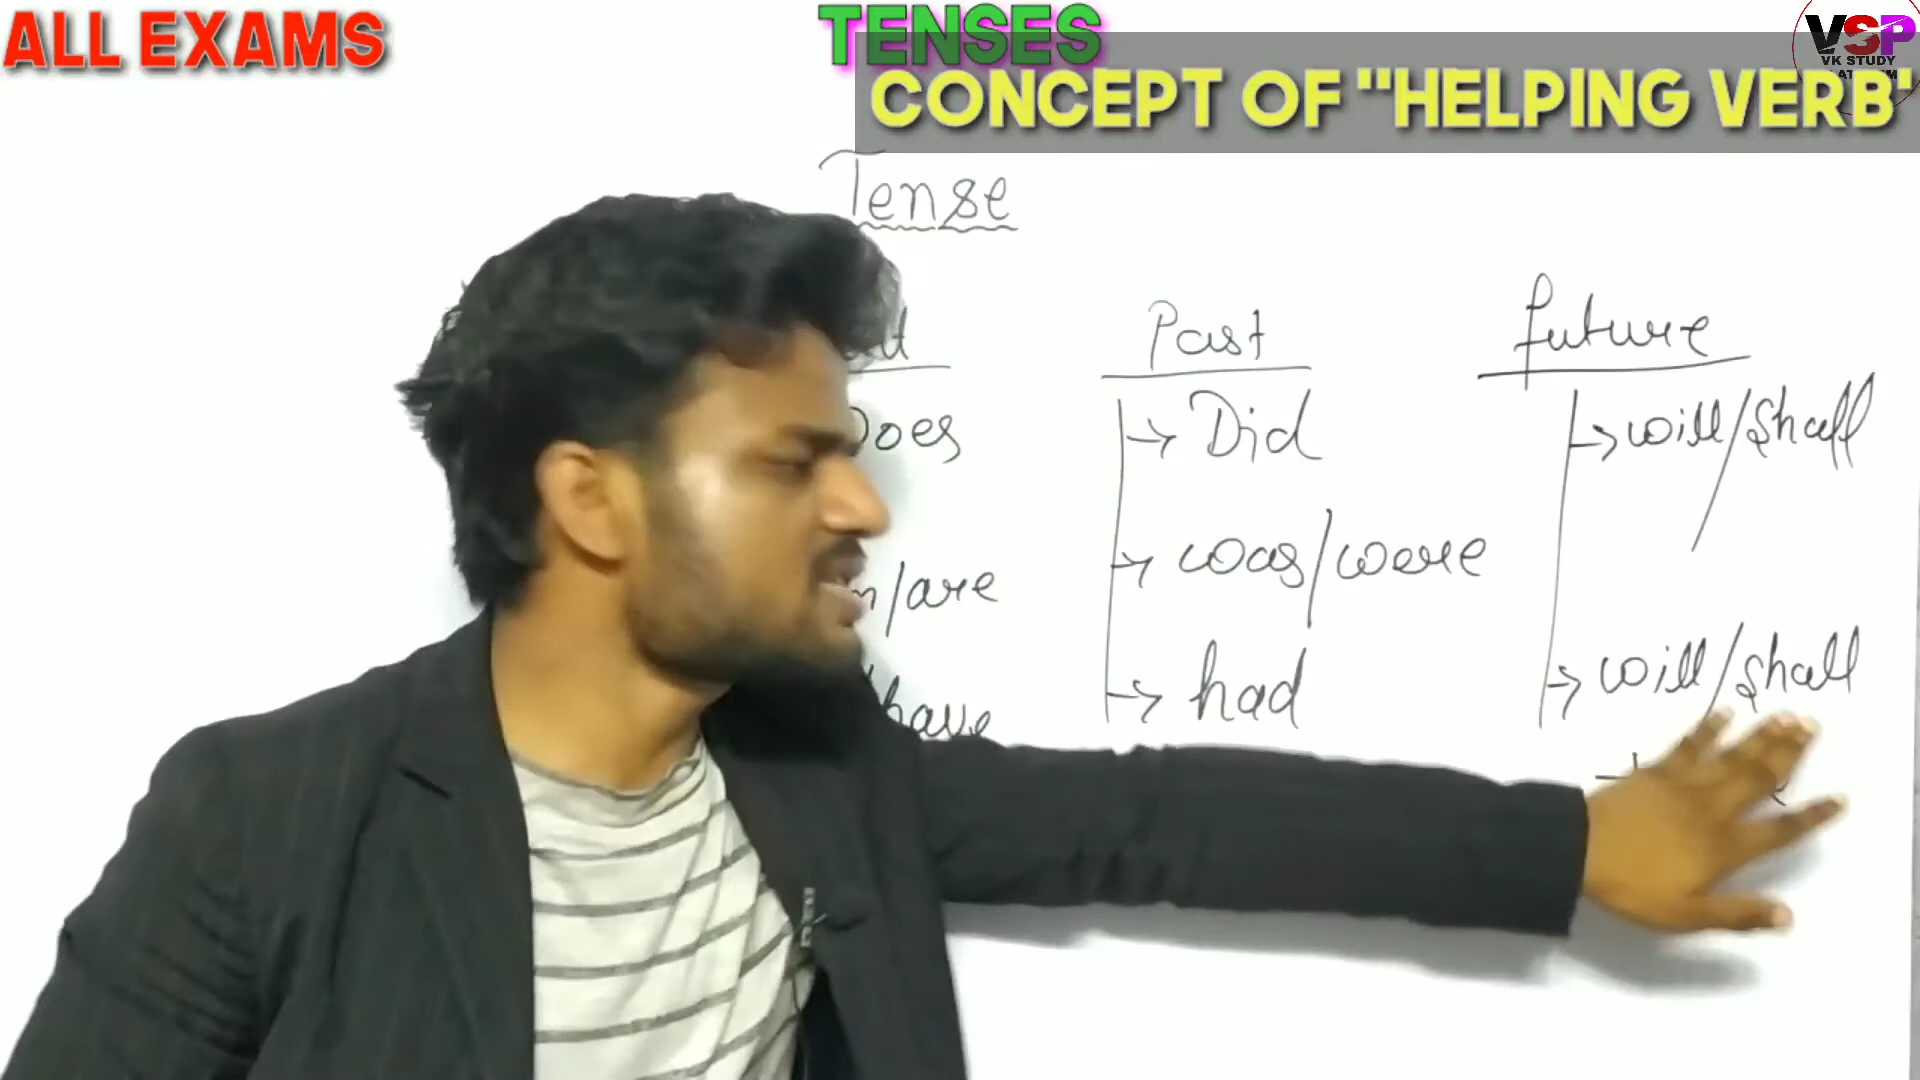 ALL EXAMS
TENSES
VSP
VK STUDY
CONCEPT OF "HELPING VERB"
Tense
Past
future
Does
→ Did
→ will/shall
/are
→ was/were
have
→ had
→ will/shall